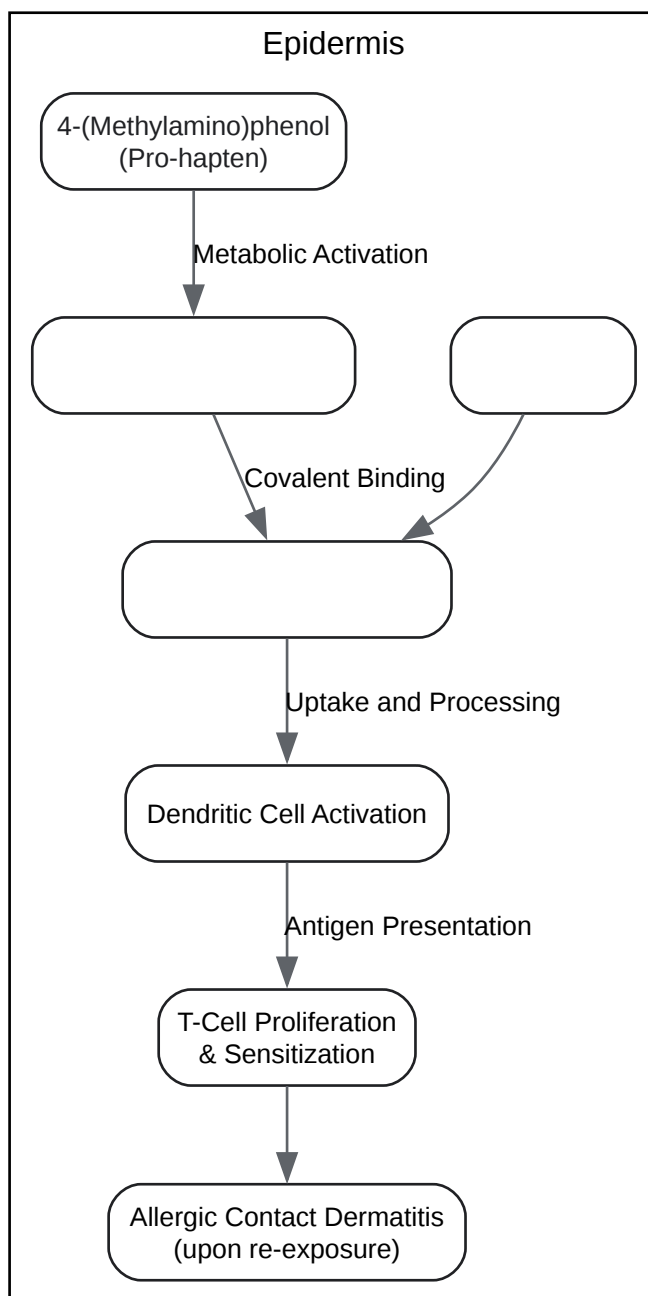 Epidermis
4-(Methylamino)phenol
(Pro-hapten)
Metabolic Activation
Covalent Binding
Uptake and Processing
Dendritic Cell Activation
Antigen Presentation
T-Cell Proliferation
& Sensitization
Allergic Contact Dermatitis
(upon re-exposure)